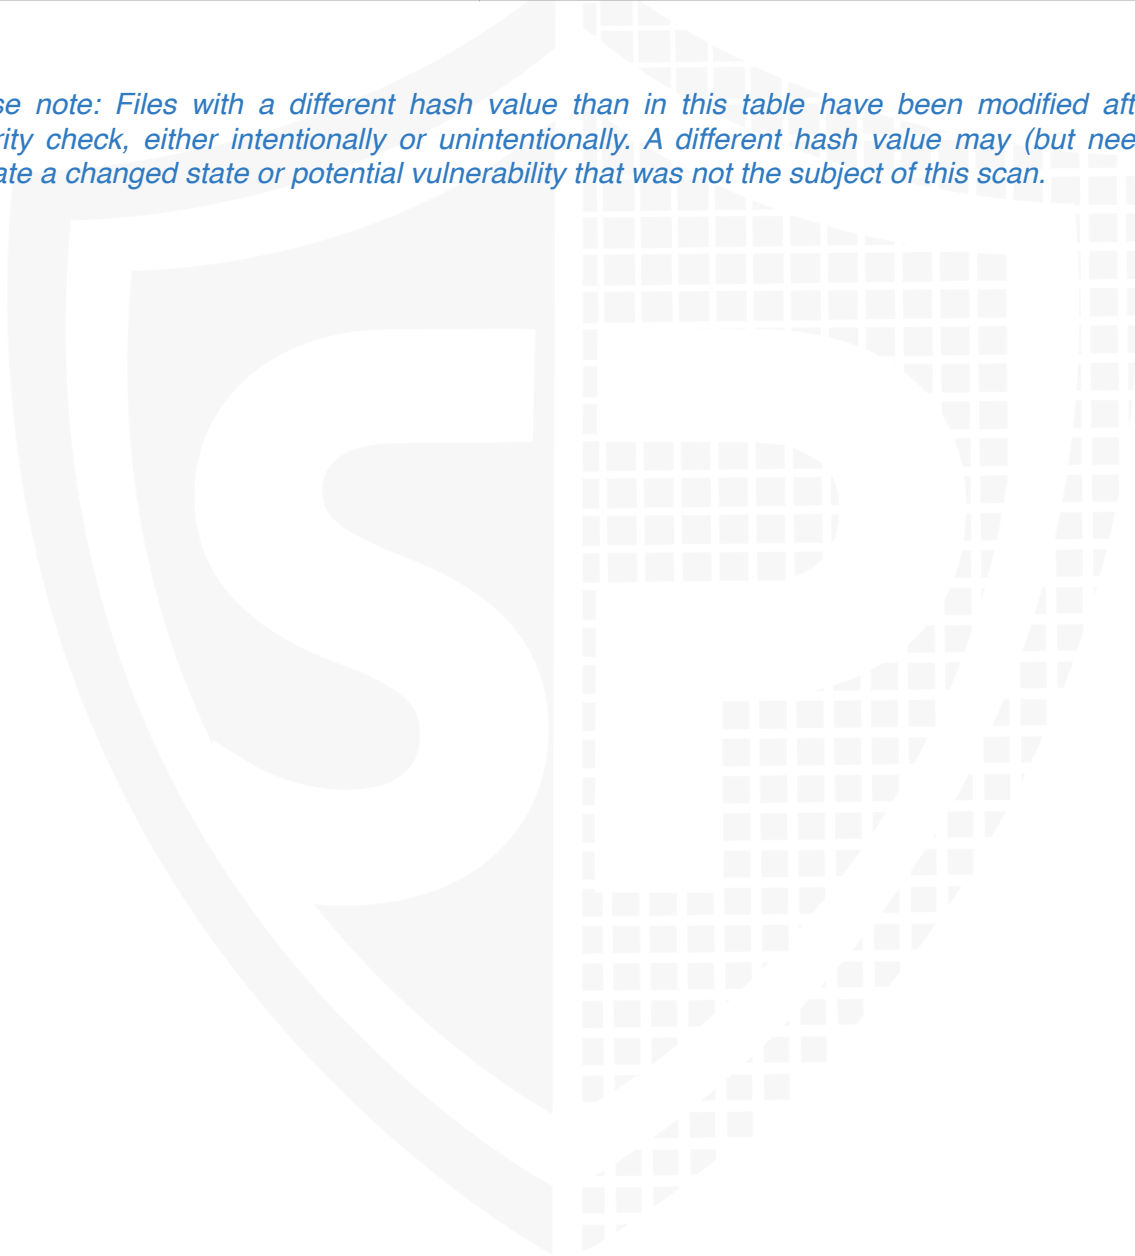 se note: Files with a different hash value than in this table have been modified aft
rity check, either intentionally or unintentionally. A different hash value may (but nee
ate a changed state or potential vulnerability that was not the subject of this scan.
SP